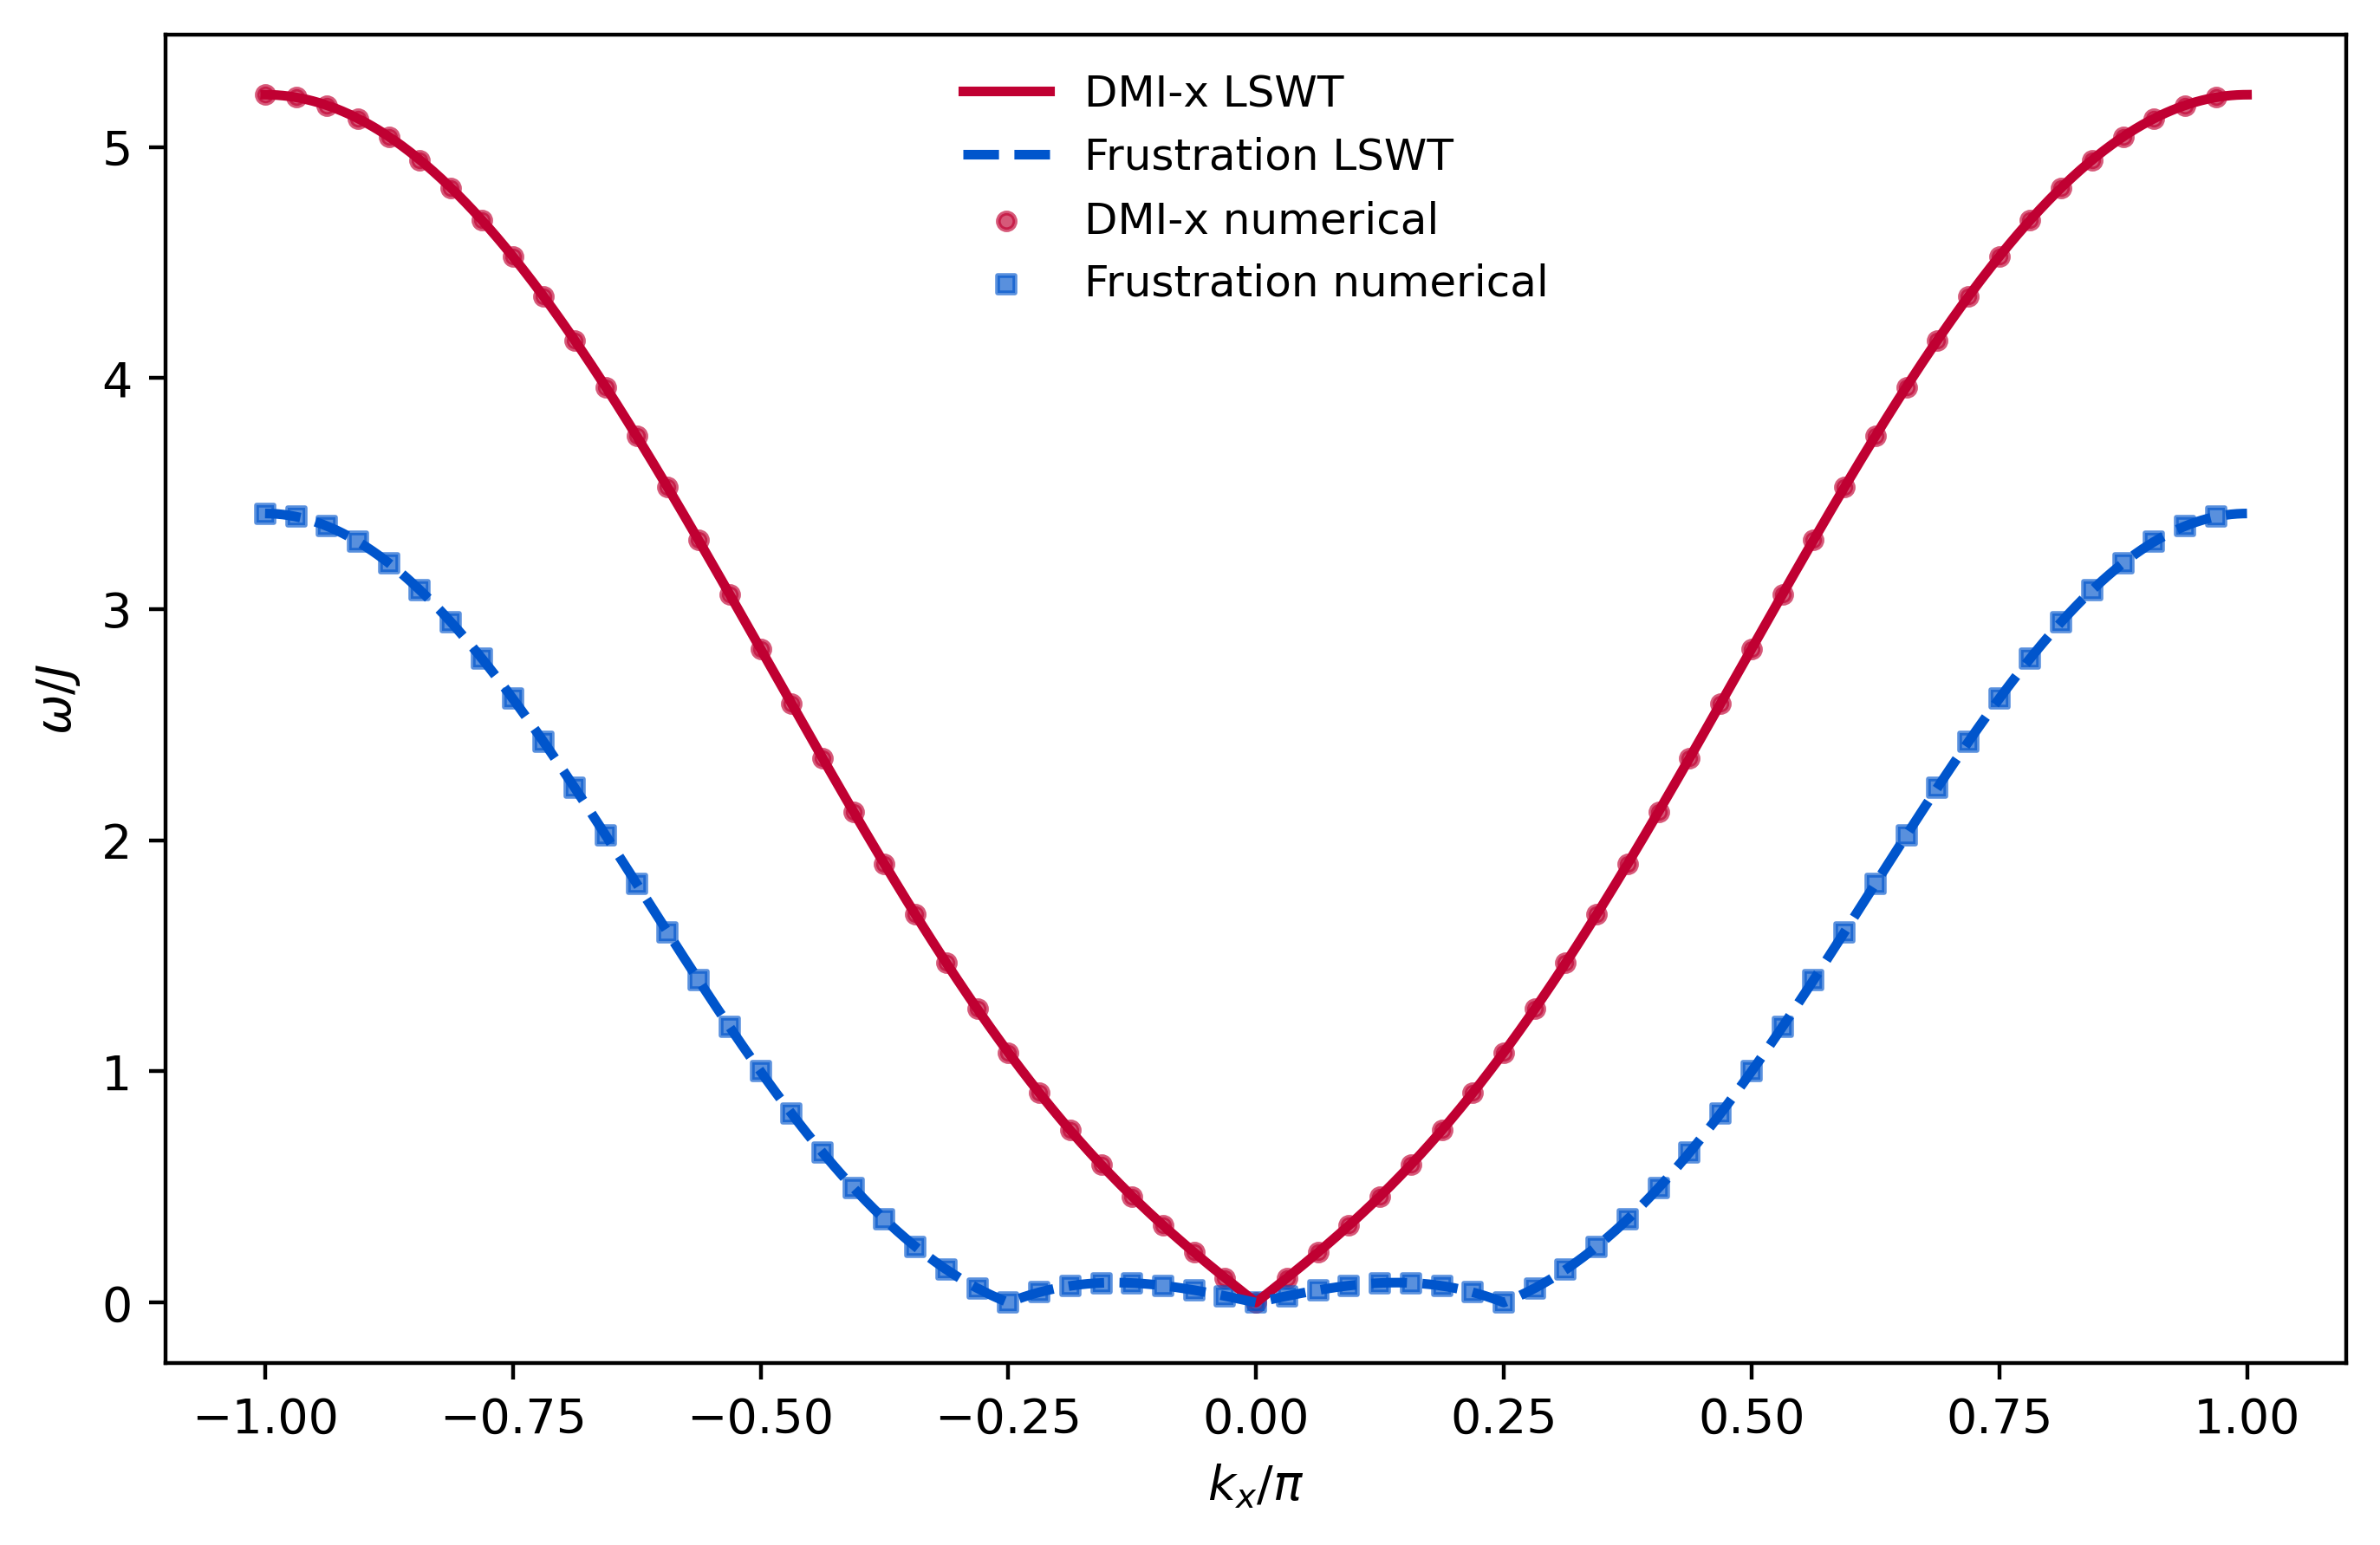 DMI-x LSWT
Frustration LSWT
DMI-x numerical
Frustration numerical
5
4
3
2
1
0
ω/J
−1.00 −0.75 −0.50 −0.25 0.00 0.25 0.50 0.75 1.00
kₓ/π